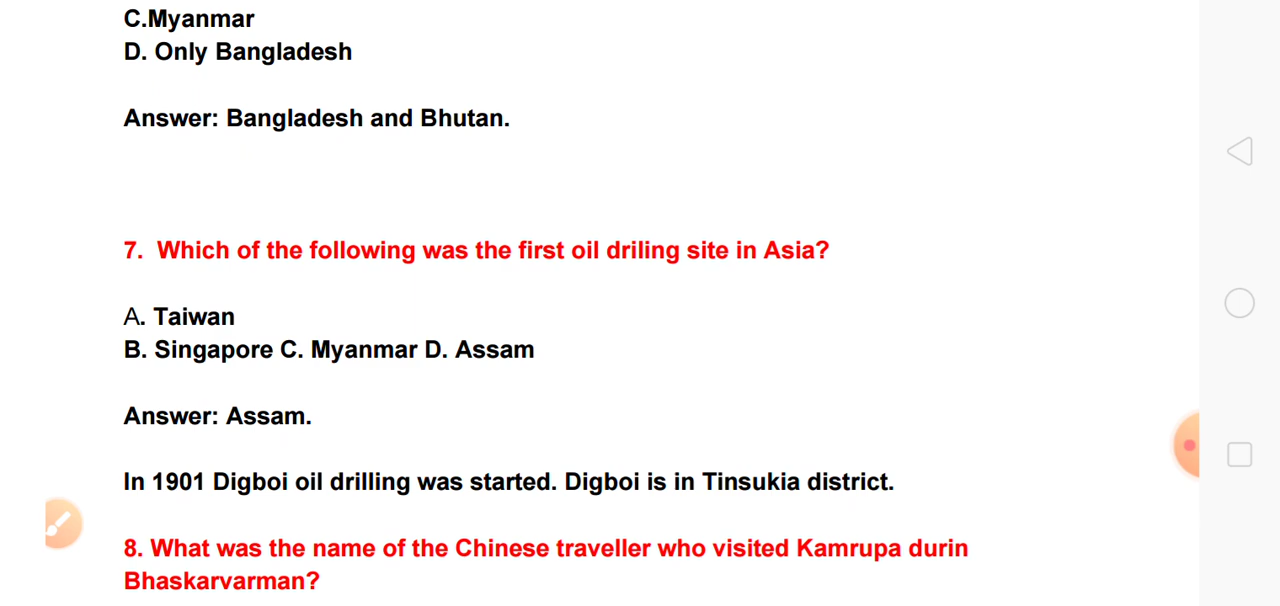 C.Myanmar
D. Only Bangladesh
Answer: Bangladesh and Bhutan.
7. Which of the following was the first oil driling site in Asia?
A. Taiwan
B. Singapore C. Myanmar D. Assam
Answer: Assam.
In 1901 Digboi oil drilling was started. Digboi is in Tinsukia district.
8. What was the name of the Chinese traveller who visited Kamrupa durin
Bhaskarvarman?